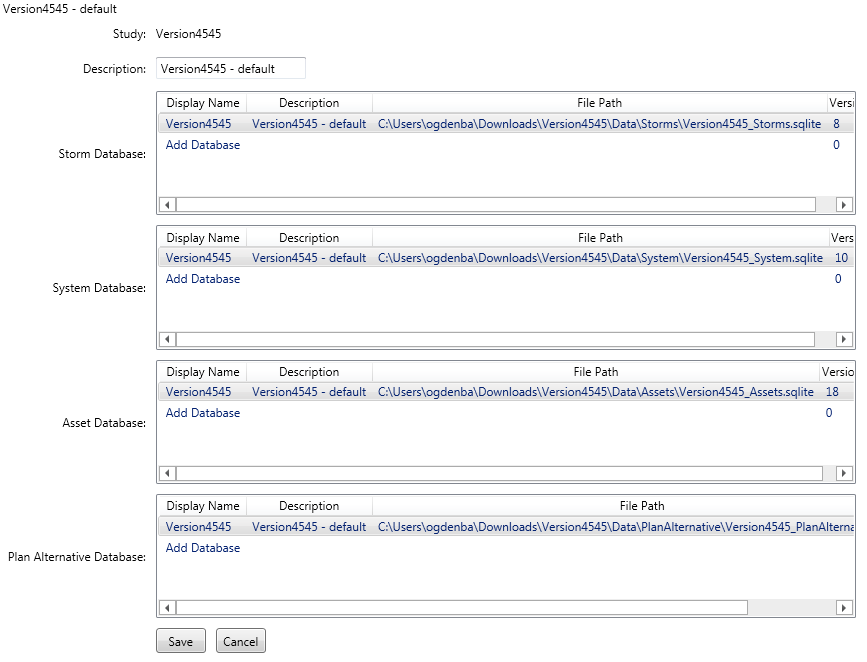 Version4545 - default
Study: Version4545
Description: Version4545 - default
Display Name Description File Path Versi
Version4545 Version4545 - default C:\Users\ogdenba\Downloads\Version4545\Data\Storms\Version4545_Storms.sqlite 8
Add Database 0
Storm Database:
Display Name Description File Path Vers
Version4545 Version4545 - default C:\Users\ogdenba\Downloads\Version4545\Data\System\Version4545_System.sqlite 10
Add Database 0
System Database:
Display Name Description File Path Versio
Version4545 Version4545 - default C:\Users\ogdenba\Downloads\Version4545\Data\Assets\Version4545_Assets.sqlite 18
Add Database 0
Asset Database:
Display Name Description File Path
Version4545 Version4545 - default C:\Users\ogdenba\Downloads\Version4545\Data\PlanAlternative\Version4545_PlanAlterna
Add Database
Plan Alternative Database:
Save Cancel